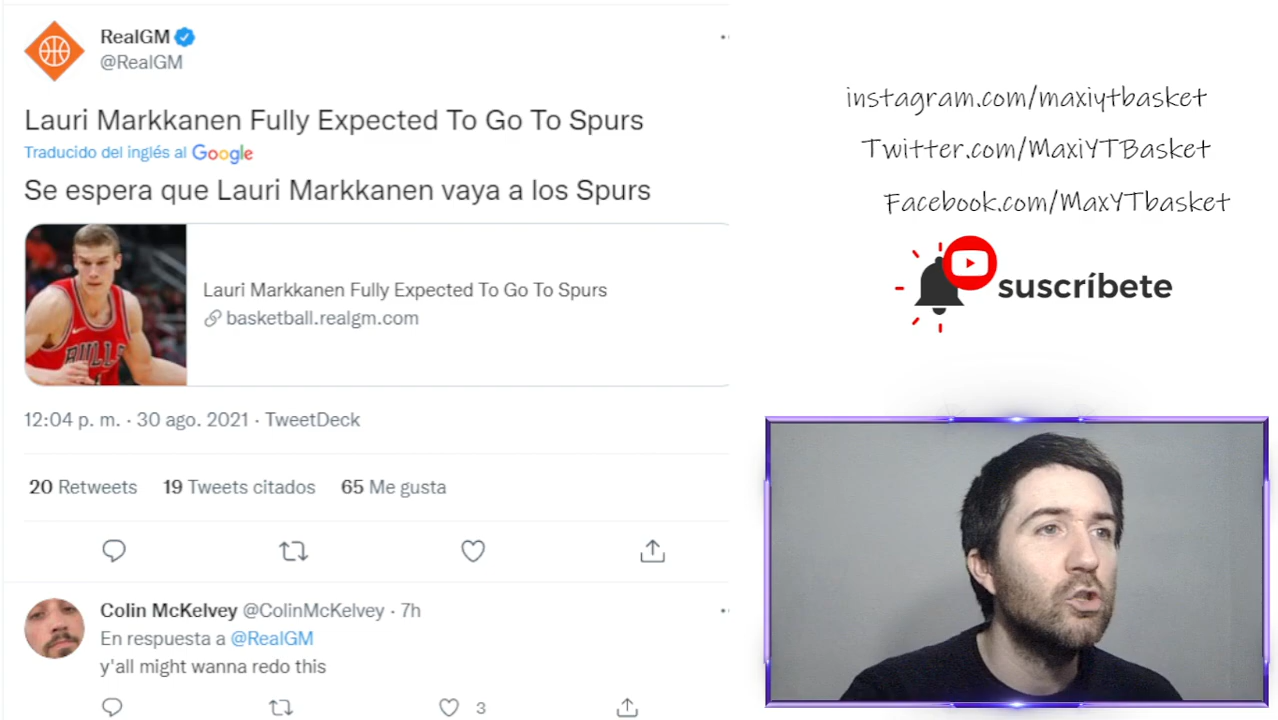 RealGM
@RealGM
Lauri Markkanen Fully Expected To Go To Spurs
Traducido del inglés al Google
Se espera que Lauri Markkanen vaya a los Spurs
BULLS
Lauri Markkanen Fully Expected To Go To Spurs
basketball.realgm.com
12:04 p. m. · 30 ago. 2021 · TweetDeck
20 Retweets 19 Tweets citados 65 Me gusta
Colin McKelvey @ColinMcKelvey · 7h
En respuesta a @RealGM
y'all might wanna redo this
3
instagram.com/maxiytbasket
Twitter.com/MaxiYTBasket
Facebook.com/MaxYTbasket
suscríbete